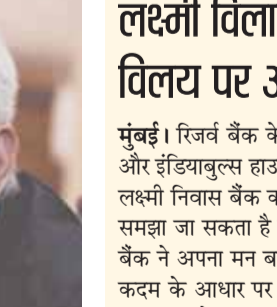 लक्ष्मी विला
विलय पर
मुंबई। रिजर्व बैंक के
और इंडियाबुल्स हाउ
लक्ष्मी निवास बैंक क
समझा जा सकता है
बैंक ने अपना मन ब
कदम के आधार पर